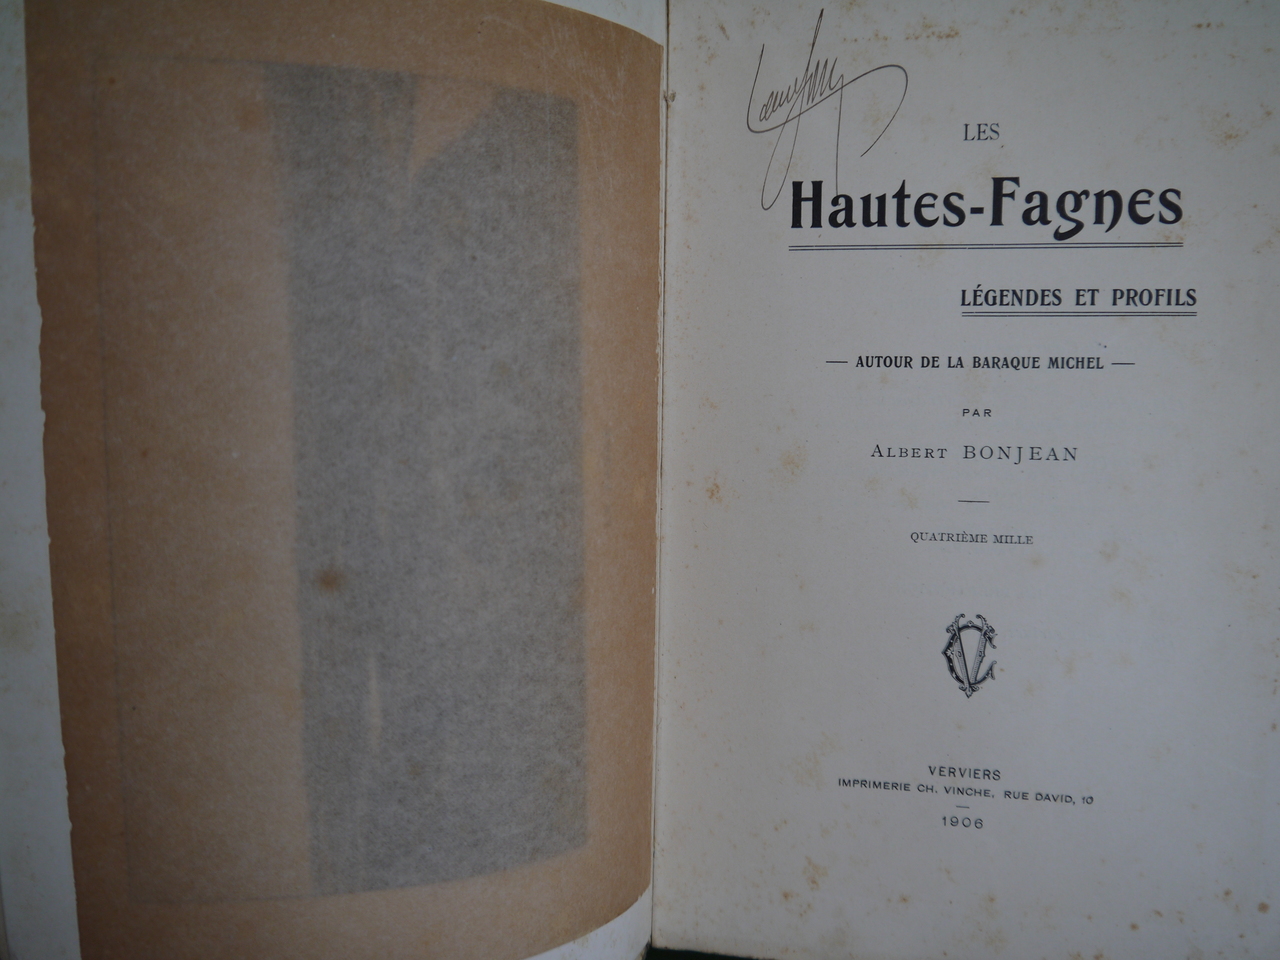 LES
Hautes-Fagnes
LÉGENDES ET PROFILS
— AUTOUR DE LA BARAQUE MICHEL —
PAR
ALBERT BONJEAN
QUATRIÈME MILLE
VERVIERS
IMPRIMERIE CH. VINCHE, RUE DAVID, 10
1906